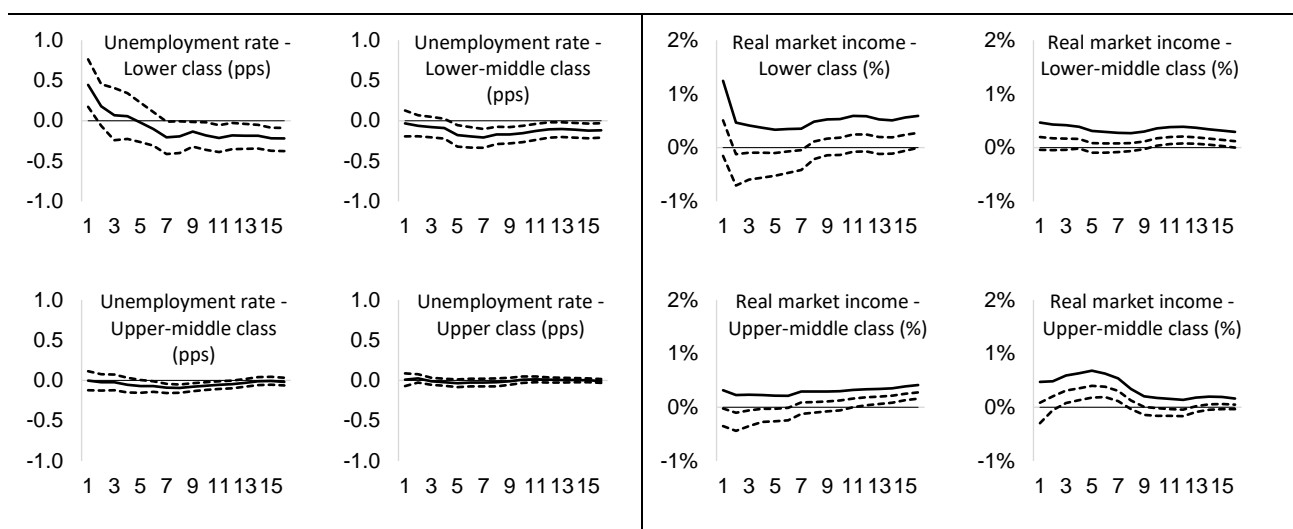 Unemployment rate -
Lower class (pps)
1.0
0.5
0.0
-0.5
-1.0
1 3 5 7 9 11 13 15
Unemployment rate -
Lower-middle class
(pps)
1.0
0.5
0.0
-0.5
-1.0
1 3 5 7 9 11 13 15
Real market income -
Lower class (%)
2%
1%
0%
-1%
1 3 5 7 9 11 13 15
Real market income -
Lower-middle class (%)
2%
1%
0%
-1%
1 3 5 7 9 11 13 15
Unemployment rate -
Upper-middle class
(pps)
1.0
0.5
0.0
-0.5
-1.0
1 3 5 7 9 11 13 15
Unemployment rate -
Upper class (pps)
1.0
0.5
0.0
-0.5
-1.0
1 3 5 7 9 11 13 15
Real market income -
Upper-middle class (%)
2%
1%
0%
-1%
1 3 5 7 9 11 13 15
Real market income -
Upper-middle class (%)
2%
1%
0%
-1%
1 3 5 7 9 11 13 15